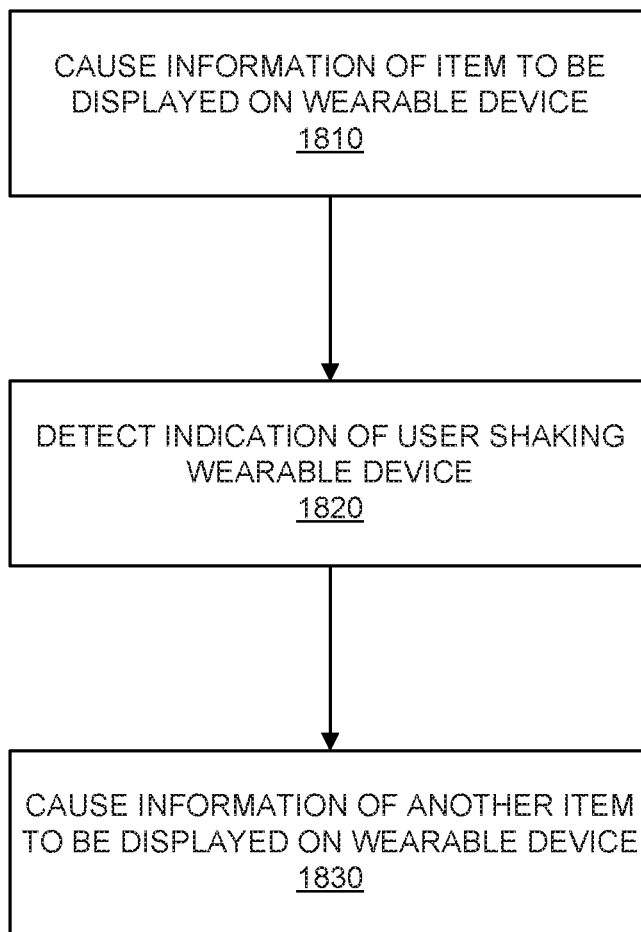 CAUSE INFORMATION OF ITEM TO BE
DISPLAYED ON WEARABLE DEVICE
1810
DETECT INDICATION OF USER SHAKING
WEARABLE DEVICE
1820
CAUSE INFORMATION OF ANOTHER ITEM
TO BE DISPLAYED ON WEARABLE DEVICE
1830